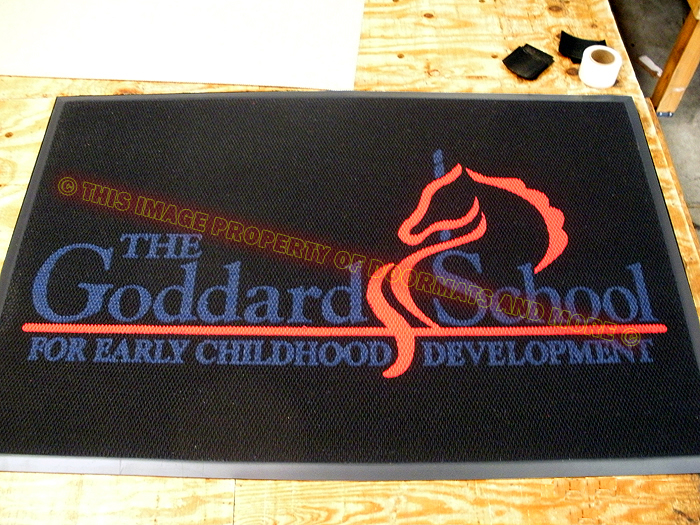 THE
Goddard School
FOR EARLY CHILDHOOD DEVELOPMENT
© THIS IMAGE PROPERTY OF DOORMATS AND MORE ©